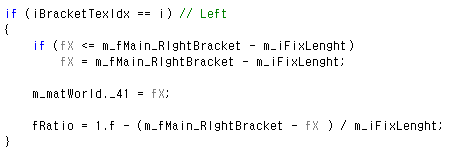 if (iBracketTexIdx == i) // Left
{
if (fX <= m_fMain_RightBracket - m_iFixLenght)
fX = m_fMain_RightBracket - m_iFixLenght;
m_matWorld._41 = fX;
fRatio = 1.f - (m_fMain_RightBracket - fX ) / m_iFixLenght;
}